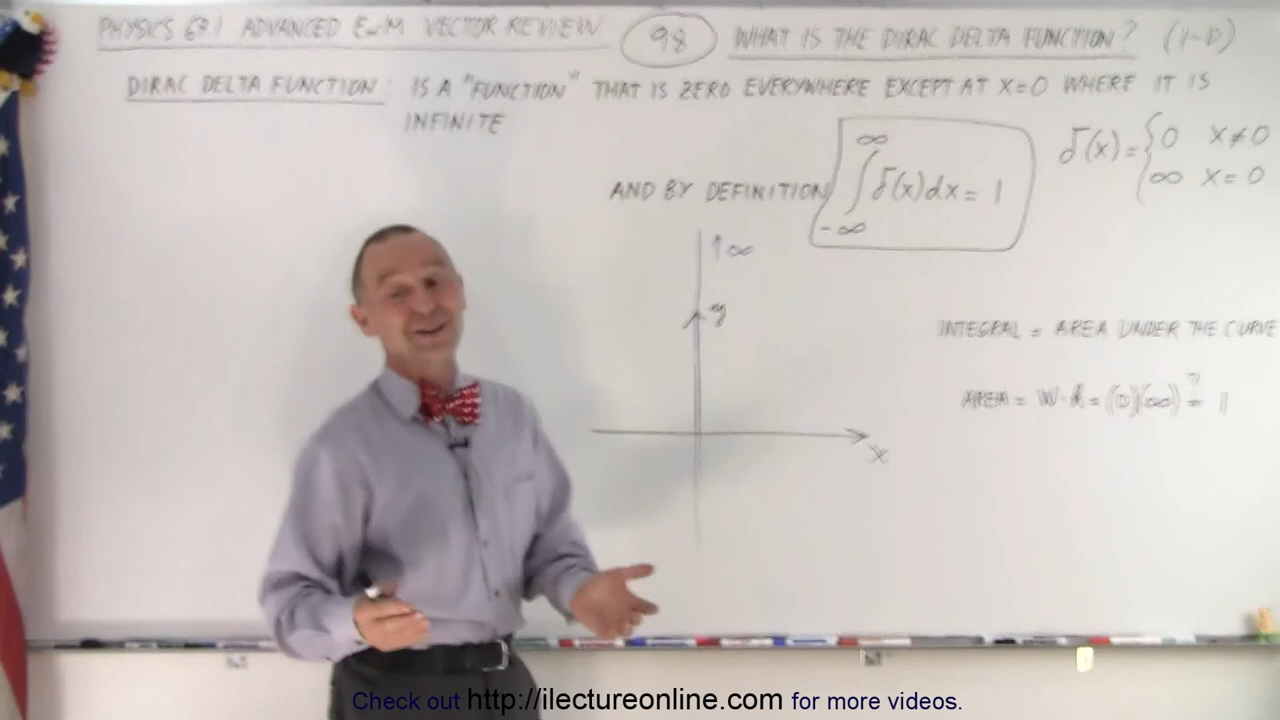 PHYSICS 67.1 ADVANCED E&M VECTOR REVIEW 98 WHAT IS THE DIRAC DELTA FUNCTION? (1-D)
DIRAC DELTA FUNCTION: IS A "FUNCTION" THAT IS ZERO EVERYWHERE EXCEPT AT X=0 WHERE IT IS
INFINITE
AND BY DEFINITION ∫_{-∞}^{∞} δ(x)dx = 1
δ(x) = { 0 x≠0
∞ x=0
↑∞
y
x
INTEGRAL = AREA UNDER THE CURVE
AREA = W·h = (0)(∞) ?= 1
Check out http://ilectureonline.com for more videos.